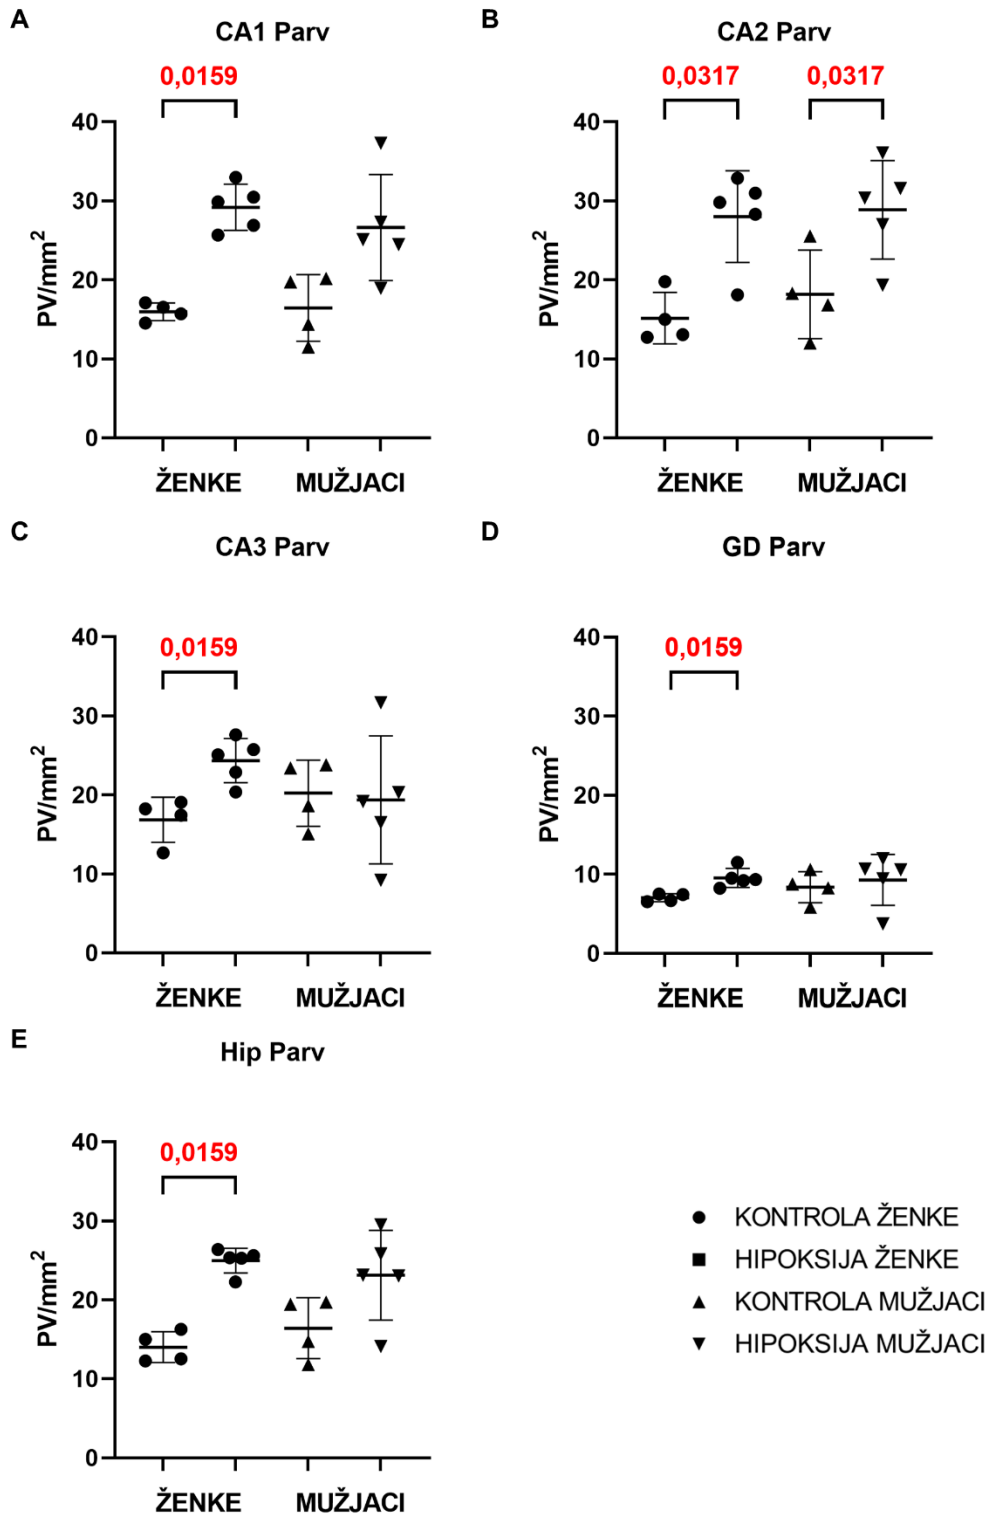 A
CA1 Parv
0,0159
40
30
20
10
0
PV/mm²
ŽENKE MUŽJACI
B
CA2 Parv
0,0317 0,0317
40
30
20
10
0
PV/mm²
ŽENKE MUŽJACI
C
CA3 Parv
0,0159
40
30
20
10
0
PV/mm²
ŽENKE MUŽJACI
D
GD Parv
0,0159
40
30
20
10
0
PV/mm²
ŽENKE MUŽJACI
E
Hip Parv
0,0159
40
30
20
10
0
PV/mm²
ŽENKE MUŽJACI
KONTROLA ŽENKE
HIPOKSIJA ŽENKE
KONTROLA MUŽJACI
HIPOKSIJA MUŽJACI